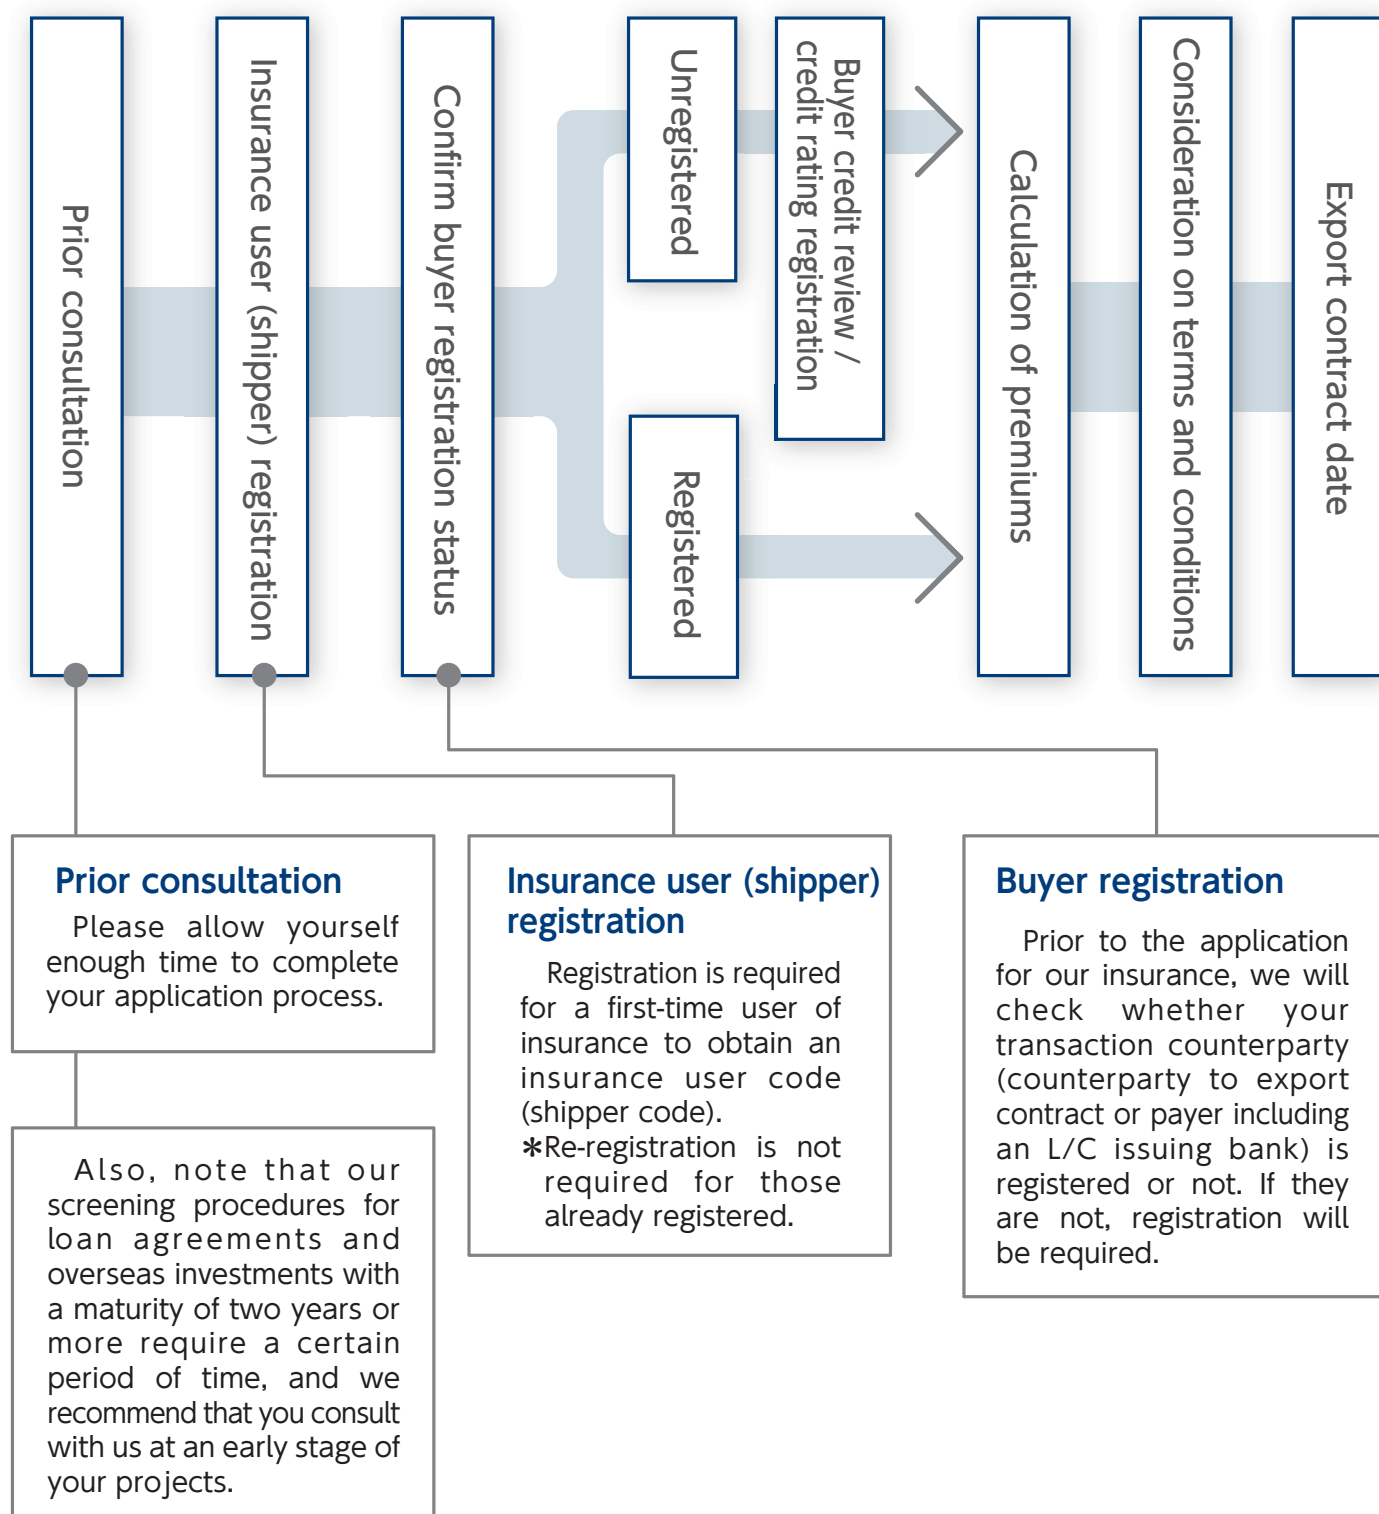 Prior consultation
Insurance user (shipper) registration
Confirm buyer registration status
Unregistered
Buyer credit review /
credit rating registration
Registered
Calculation of premiums
Consideration on terms and conditions
Export contract date
Prior consultation
Please allow yourself
enough time to complete
your application process.
Also, note that our
screening procedures for
loan agreements and
overseas investments with
a maturity of two years or
more require a certain
period of time, and we
recommend that you consult
with us at an early stage of
your projects.
Insurance user (shipper)
registration
Registration is required
for a first-time user of
insurance to obtain an
insurance user code
(shipper code).
*Re-registration is not
required for those
already registered.
Buyer registration
Prior to the application
for our insurance, we will
check whether your
transaction counterparty
(counterparty to export
contract or payer including
an L/C issuing bank) is
registered or not. If they
are not, registration will
be required.